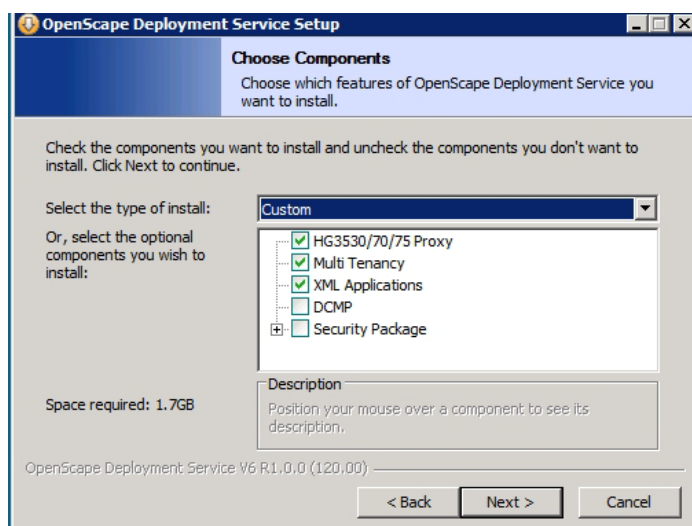 OpenScape Deployment Service Setup
Choose Components
Choose which features of OpenScape Deployment Service you
want to install.
Check the components you want to install and uncheck the components you don't want to
install. Click Next to continue.
Select the type of install:
Custom
Or, select the optional
components you wish to
install:
HG3530/70/75 Proxy
Multi Tenancy
XML Applications
DCMP
Security Package
Space required: 1.7GB
Description
Position your mouse over a component to see its
description.
OpenScape Deployment Service V6 R1.0.0 (120.00)
< Back
Next >
Cancel